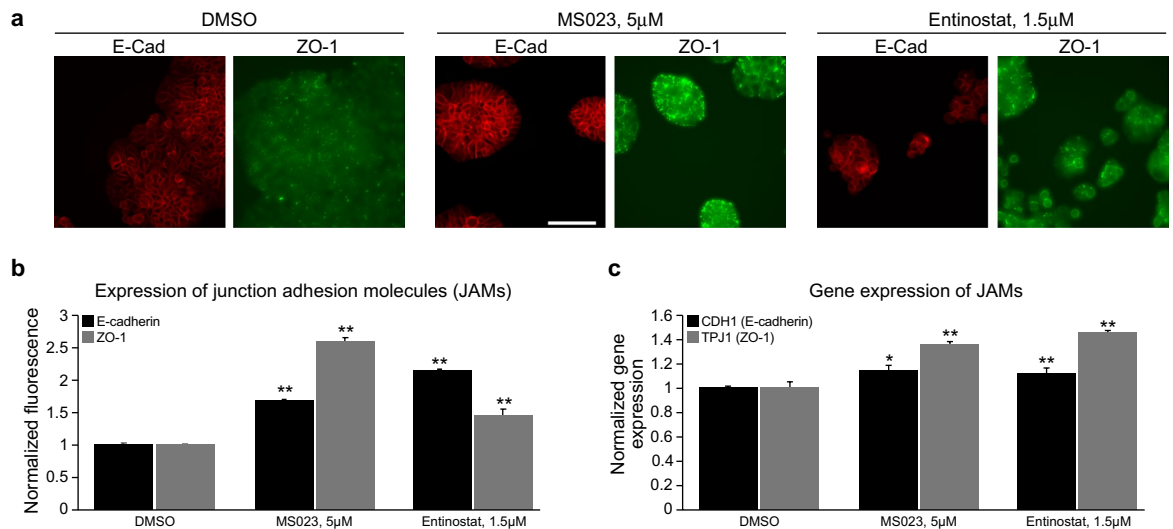 a
DMSO
MS023, 5μM
Entinostat, 1.5μM
E-Cad
ZO-1
E-Cad
ZO-1
E-Cad
ZO-1
b
Expression of junction adhesion molecules (JAMs)
Normalized fluorescence
3
2.5
2
1.5
1
0.5
0
E-cadherin
ZO-1
**
**
**
**
DMSO
MS023, 5μM
Entinostat, 1.5μM
c
Gene expression of JAMs
Normalized gene
expression
1.6
1.4
1.2
1
0.8
0.6
0.4
0.2
0
CDH1 (E-cadherin)
TPJ1 (ZO-1)
*
**
**
**
DMSO
MS023, 5μM
Entinostat, 1.5μM